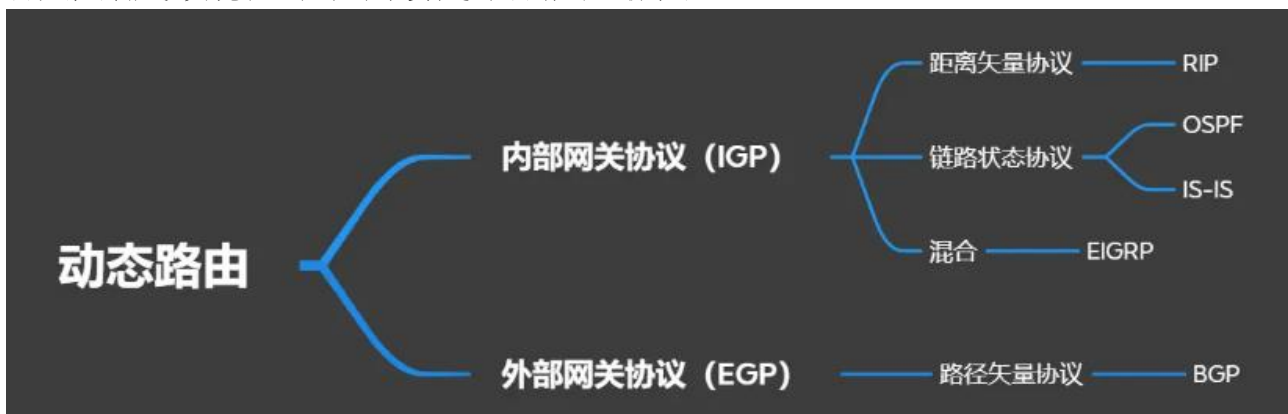 动态路由
内部网关协议（IGP）
距离矢量协议
RIP
链路状态协议
OSPF
IS-IS
混合
EIGRP
外部网关协议（EGP）
路径矢量协议
BGP